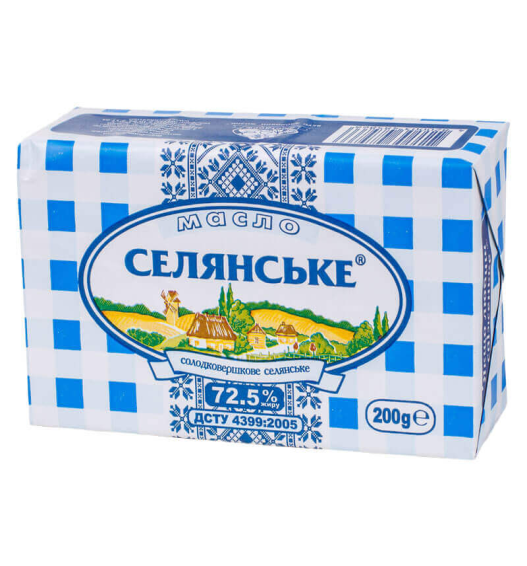 масло
СЕЛЯНСЬКЕ®
солодковершкове селянське
72.5% жиру
ДСТУ 4399:2005
200g℮